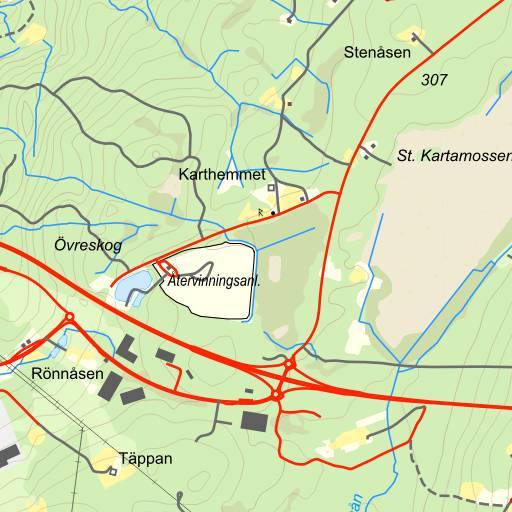 Stenåsen
307
St. Kartamossen
Karthemmet
R
Övreskog
Återvinningsanl.
Rönnåsen
Täppan